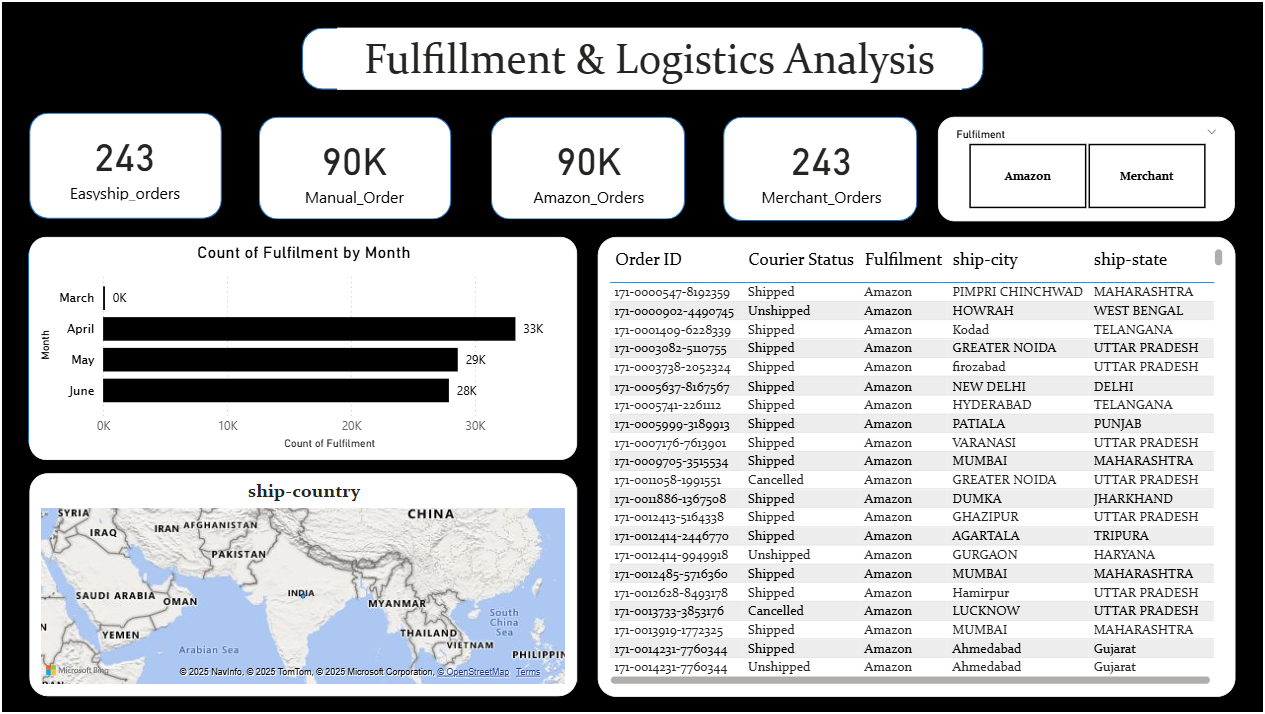 Fulfillment & Logistics Analysis
243
Easyship_orders
90K
Manual_Order
90K
Amazon_Orders
243
Merchant_Orders
Fulfilment
Amazon Merchant
Count of Fulfilment by Month
Month
March 0K
April 33K
May 29K
June 28K
0K 10K 20K 30K
Count of Fulfilment
ship-country
SYRIA
CHINA
IRAQ
IRAN
AFGHANISTAN
PAKISTAN
SAUDI ARABIA
OMAN
INDIA
MYANMAR
South
China
Sea
YEMEN
THAILAND
VIETNAM
Arabian Sea
PHILIPPIN
Microsoft Bing
© 2025 NavInfo, © 2025 TomTom, © 2025 Microsoft Corporation, © OpenStreetMap Terms
Order ID Courier Status Fulfilment ship-city ship-state
171-0000547-8192359 Shipped Amazon PIMPRI CHINCHWAD MAHARASHTRA
171-0000902-4490745 Unshipped Amazon HOWRAH WEST BENGAL
171-0001409-6228339 Shipped Amazon Kodad TELANGANA
171-0003082-5110755 Shipped Amazon GREATER NOIDA UTTAR PRADESH
171-0003738-2052324 Shipped Amazon firozabad UTTAR PRADESH
171-0005637-8167567 Shipped Amazon NEW DELHI DELHI
171-0005741-2261112 Shipped Amazon HYDERABAD TELANGANA
171-0005999-3189913 Shipped Amazon PATIALA PUNJAB
171-0007176-7613901 Shipped Amazon VARANASI UTTAR PRADESH
171-0009705-3515534 Shipped Amazon MUMBAI MAHARASHTRA
171-0011058-1991551 Cancelled Amazon GREATER NOIDA UTTAR PRADESH
171-0011886-1367508 Shipped Amazon DUMKA JHARKHAND
171-0012413-5164338 Shipped Amazon GHAZIPUR UTTAR PRADESH
171-0012414-2446770 Shipped Amazon AGARTALA TRIPURA
171-0012414-9949918 Unshipped Amazon GURGAON HARYANA
171-0012485-5716360 Shipped Amazon MUMBAI MAHARASHTRA
171-0012628-8493178 Shipped Amazon Hamirpur UTTAR PRADESH
171-0013733-3853176 Cancelled Amazon LUCKNOW UTTAR PRADESH
171-0013919-1772325 Shipped Amazon MUMBAI MAHARASHTRA
171-0014231-7760344 Shipped Amazon Ahmedabad Gujarat
171-0014231-7760344 Unshipped Amazon Ahmedabad Gujarat